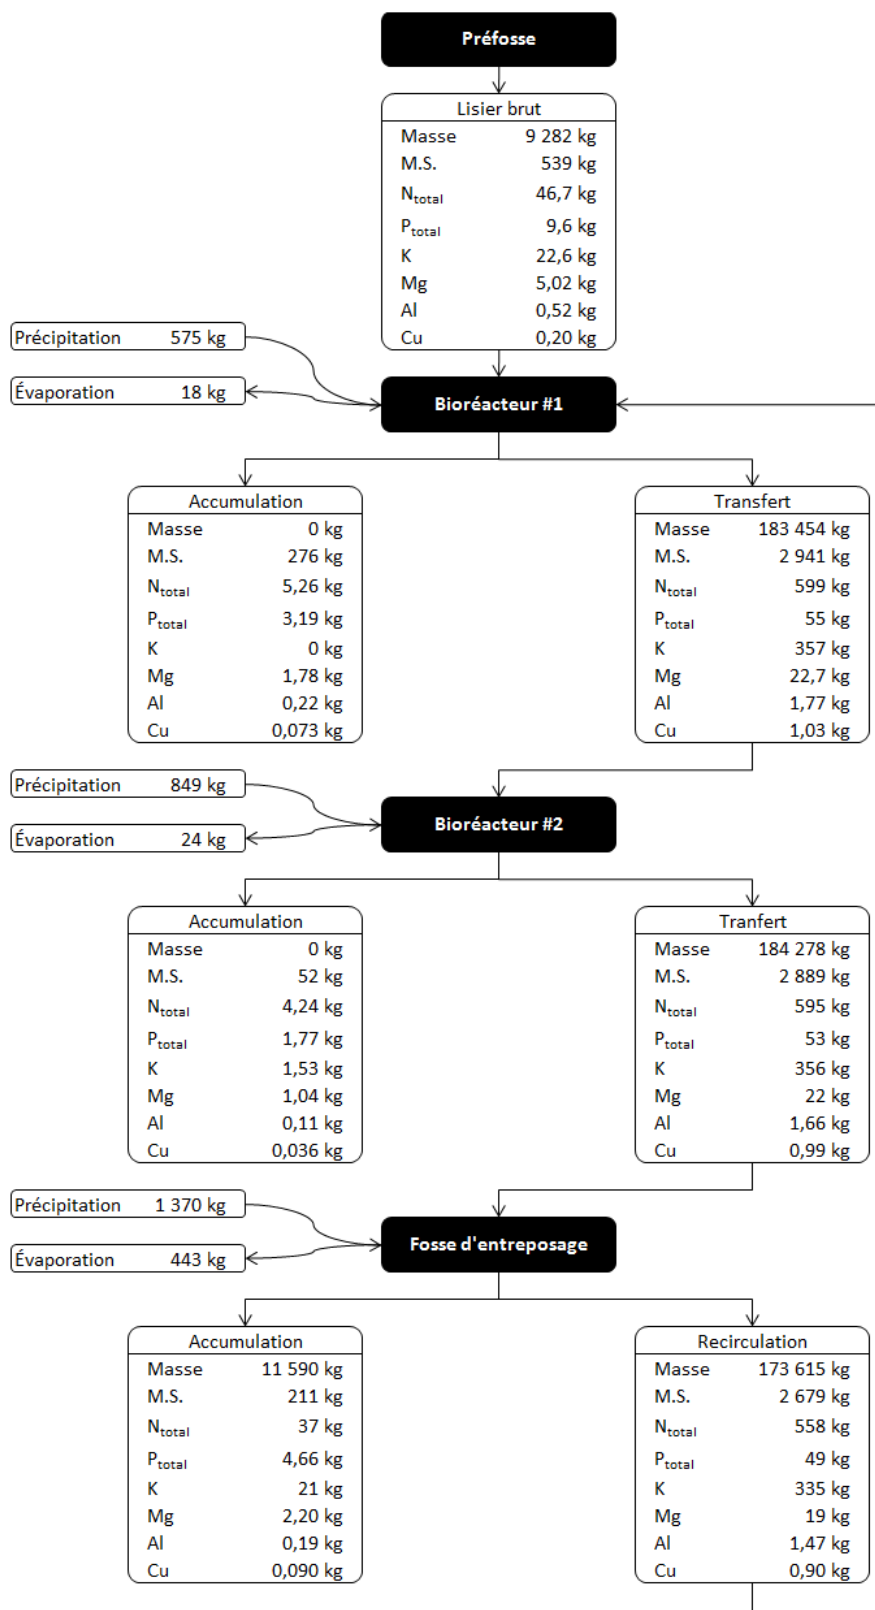 Préfosse
Lisier brut
Masse 9 282 kg
M.S. 539 kg
Ntotal 46,7 kg
Ptotal 9,6 kg
K 22,6 kg
Mg 5,02 kg
Al 0,52 kg
Cu 0,20 kg
Précipitation 575 kg
Évaporation 18 kg
Bioréacteur #1
Accumulation
Masse 0 kg
M.S. 276 kg
Ntotal 5,26 kg
Ptotal 3,19 kg
K 0 kg
Mg 1,78 kg
Al 0,22 kg
Cu 0,073 kg
Transfert
Masse 183 454 kg
M.S. 2 941 kg
Ntotal 599 kg
Ptotal 55 kg
K 357 kg
Mg 22,7 kg
Al 1,77 kg
Cu 1,03 kg
Précipitation 849 kg
Évaporation 24 kg
Bioréacteur #2
Accumulation
Masse 0 kg
M.S. 52 kg
Ntotal 4,24 kg
Ptotal 1,77 kg
K 1,53 kg
Mg 1,04 kg
Al 0,11 kg
Cu 0,036 kg
Tranfert
Masse 184 278 kg
M.S. 2 889 kg
Ntotal 595 kg
Ptotal 53 kg
K 356 kg
Mg 22 kg
Al 1,66 kg
Cu 0,99 kg
Précipitation 1 370 kg
Évaporation 443 kg
Fosse d'entreposage
Accumulation
Masse 11 590 kg
M.S. 211 kg
Ntotal 37 kg
Ptotal 4,66 kg
K 21 kg
Mg 2,20 kg
Al 0,19 kg
Cu 0,090 kg
Recirculation
Masse 173 615 kg
M.S. 2 679 kg
Ntotal 558 kg
Ptotal 49 kg
K 335 kg
Mg 19 kg
Al 1,47 kg
Cu 0,90 kg